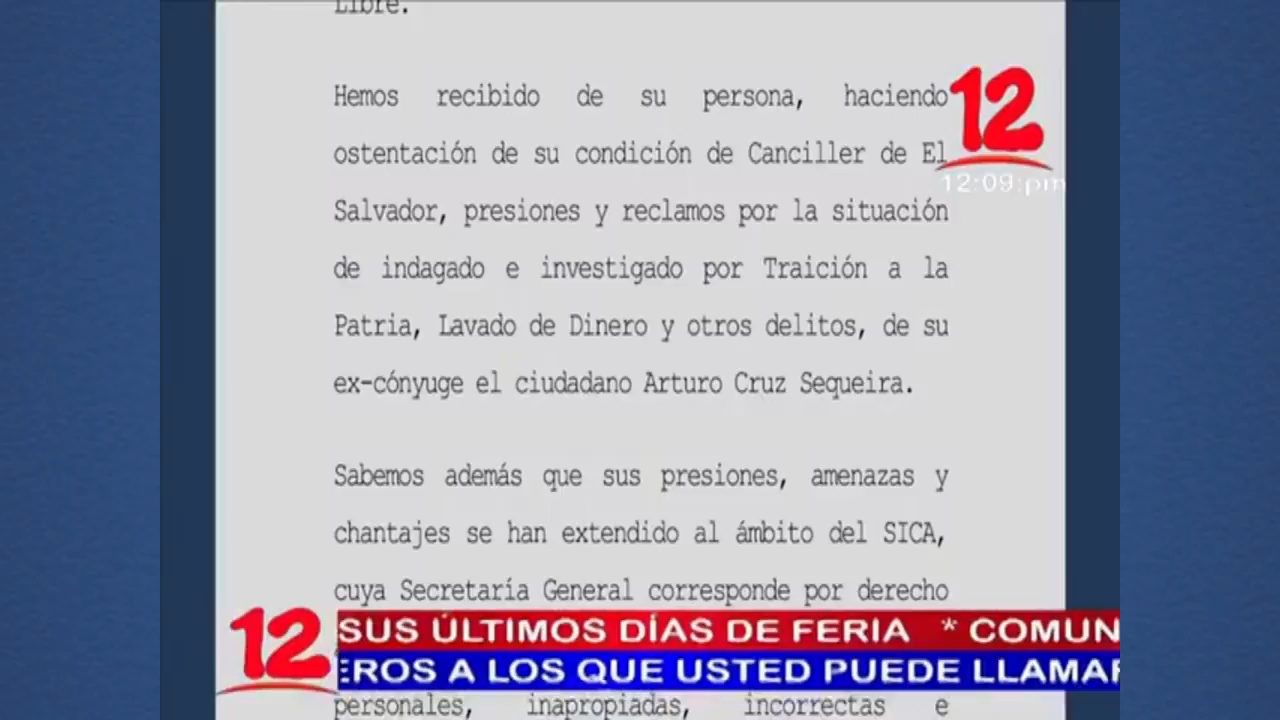 Libre.
Hemos recibido de su persona, haciendo
ostentación de su condición de Canciller de El
Salvador, presiones y reclamos por la situación
de indagado e investigado por Traición a la
Patria, Lavado de Dinero y otros delitos, de su
ex-cónyuge el ciudadano Arturo Cruz Sequeira.
Sabemos además que sus presiones, amenazas y
chantajes se han extendido al ámbito del SICA,
cuya Secretaría General corresponde por derecho
personales, inapropiadas, incorrectas e
12
12:09:pm
12
SUS ÚLTIMOS DÍAS DE FERIA * COMUN
EROS A LOS QUE USTED PUEDE LLAMAR